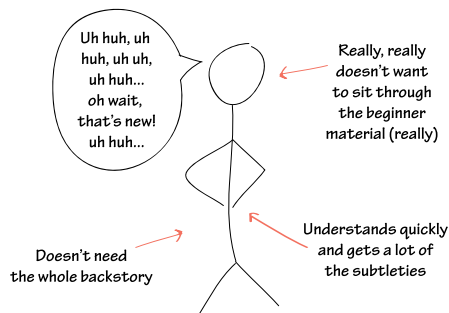 Uh huh, uh
huh, uh uh,
uh huh...
oh wait,
that's new!
uh huh...
Really, really
doesn't want
to sit through
the beginner
material (really)
Doesn't need
the whole backstory
Understands quickly
and gets a lot of
the subtleties